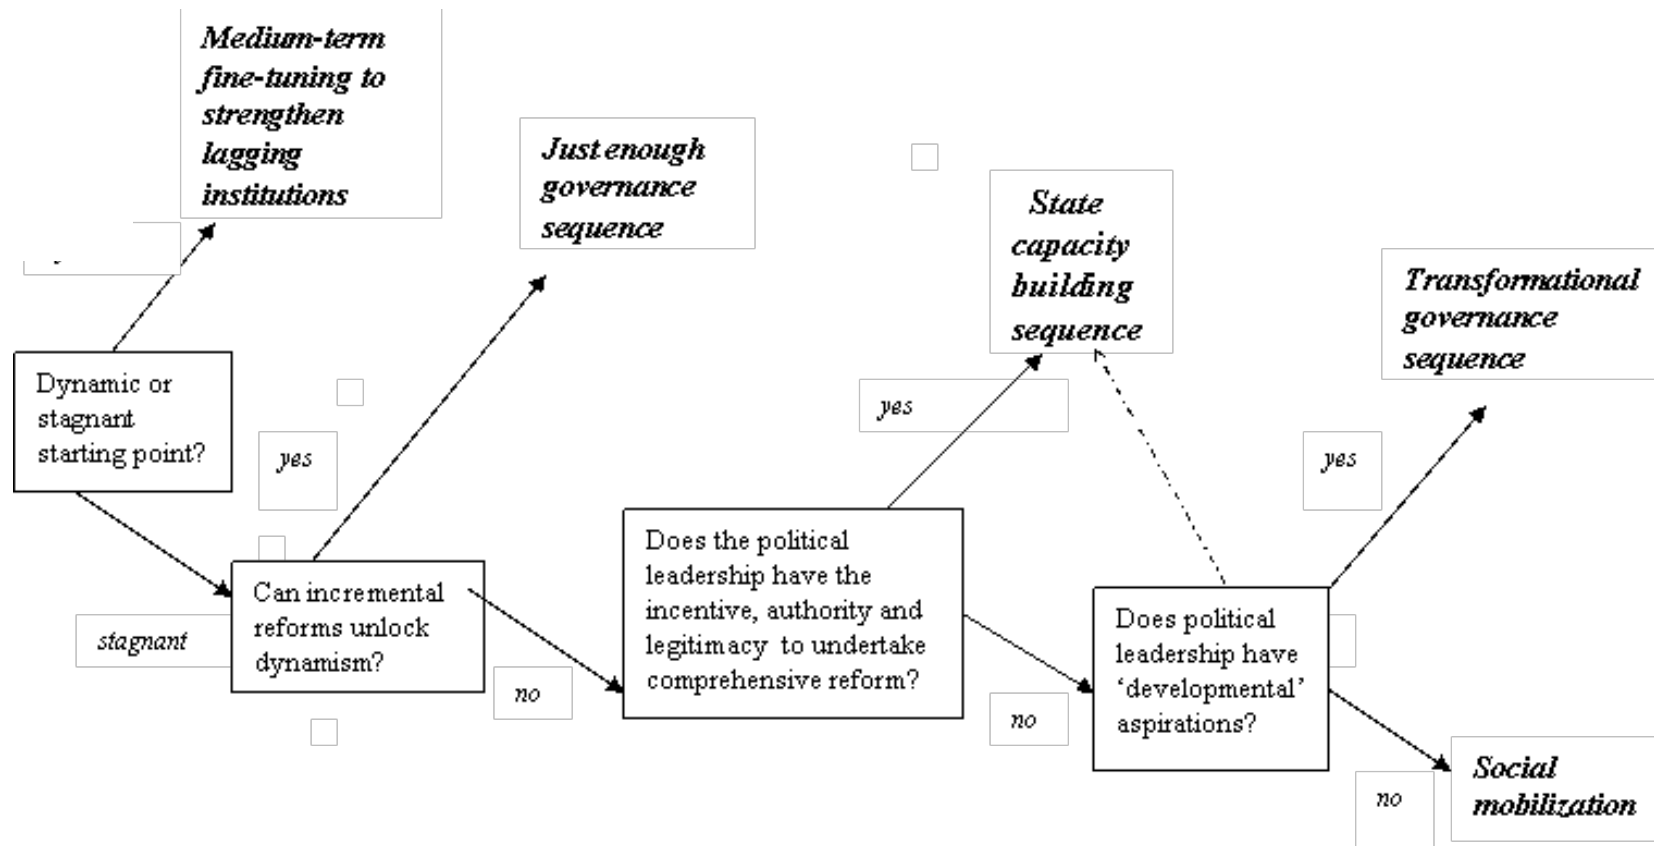 Medium-term
fine-tuning to
strengthen
lagging
institutions
Just enough
governance
sequence
State
capacity
building
sequence
Transformational
governance
sequence
Dynamic or
stagnant
starting point?
yes
yes
yes
Can incremental
reforms unlock
dynamism?
stagnant
no
Does the political
leadership have the
incentive, authority and
legitimacy to undertake
comprehensive reform?
no
Does political
leadership have
‘developmental’
aspirations?
no
Social
mobilization